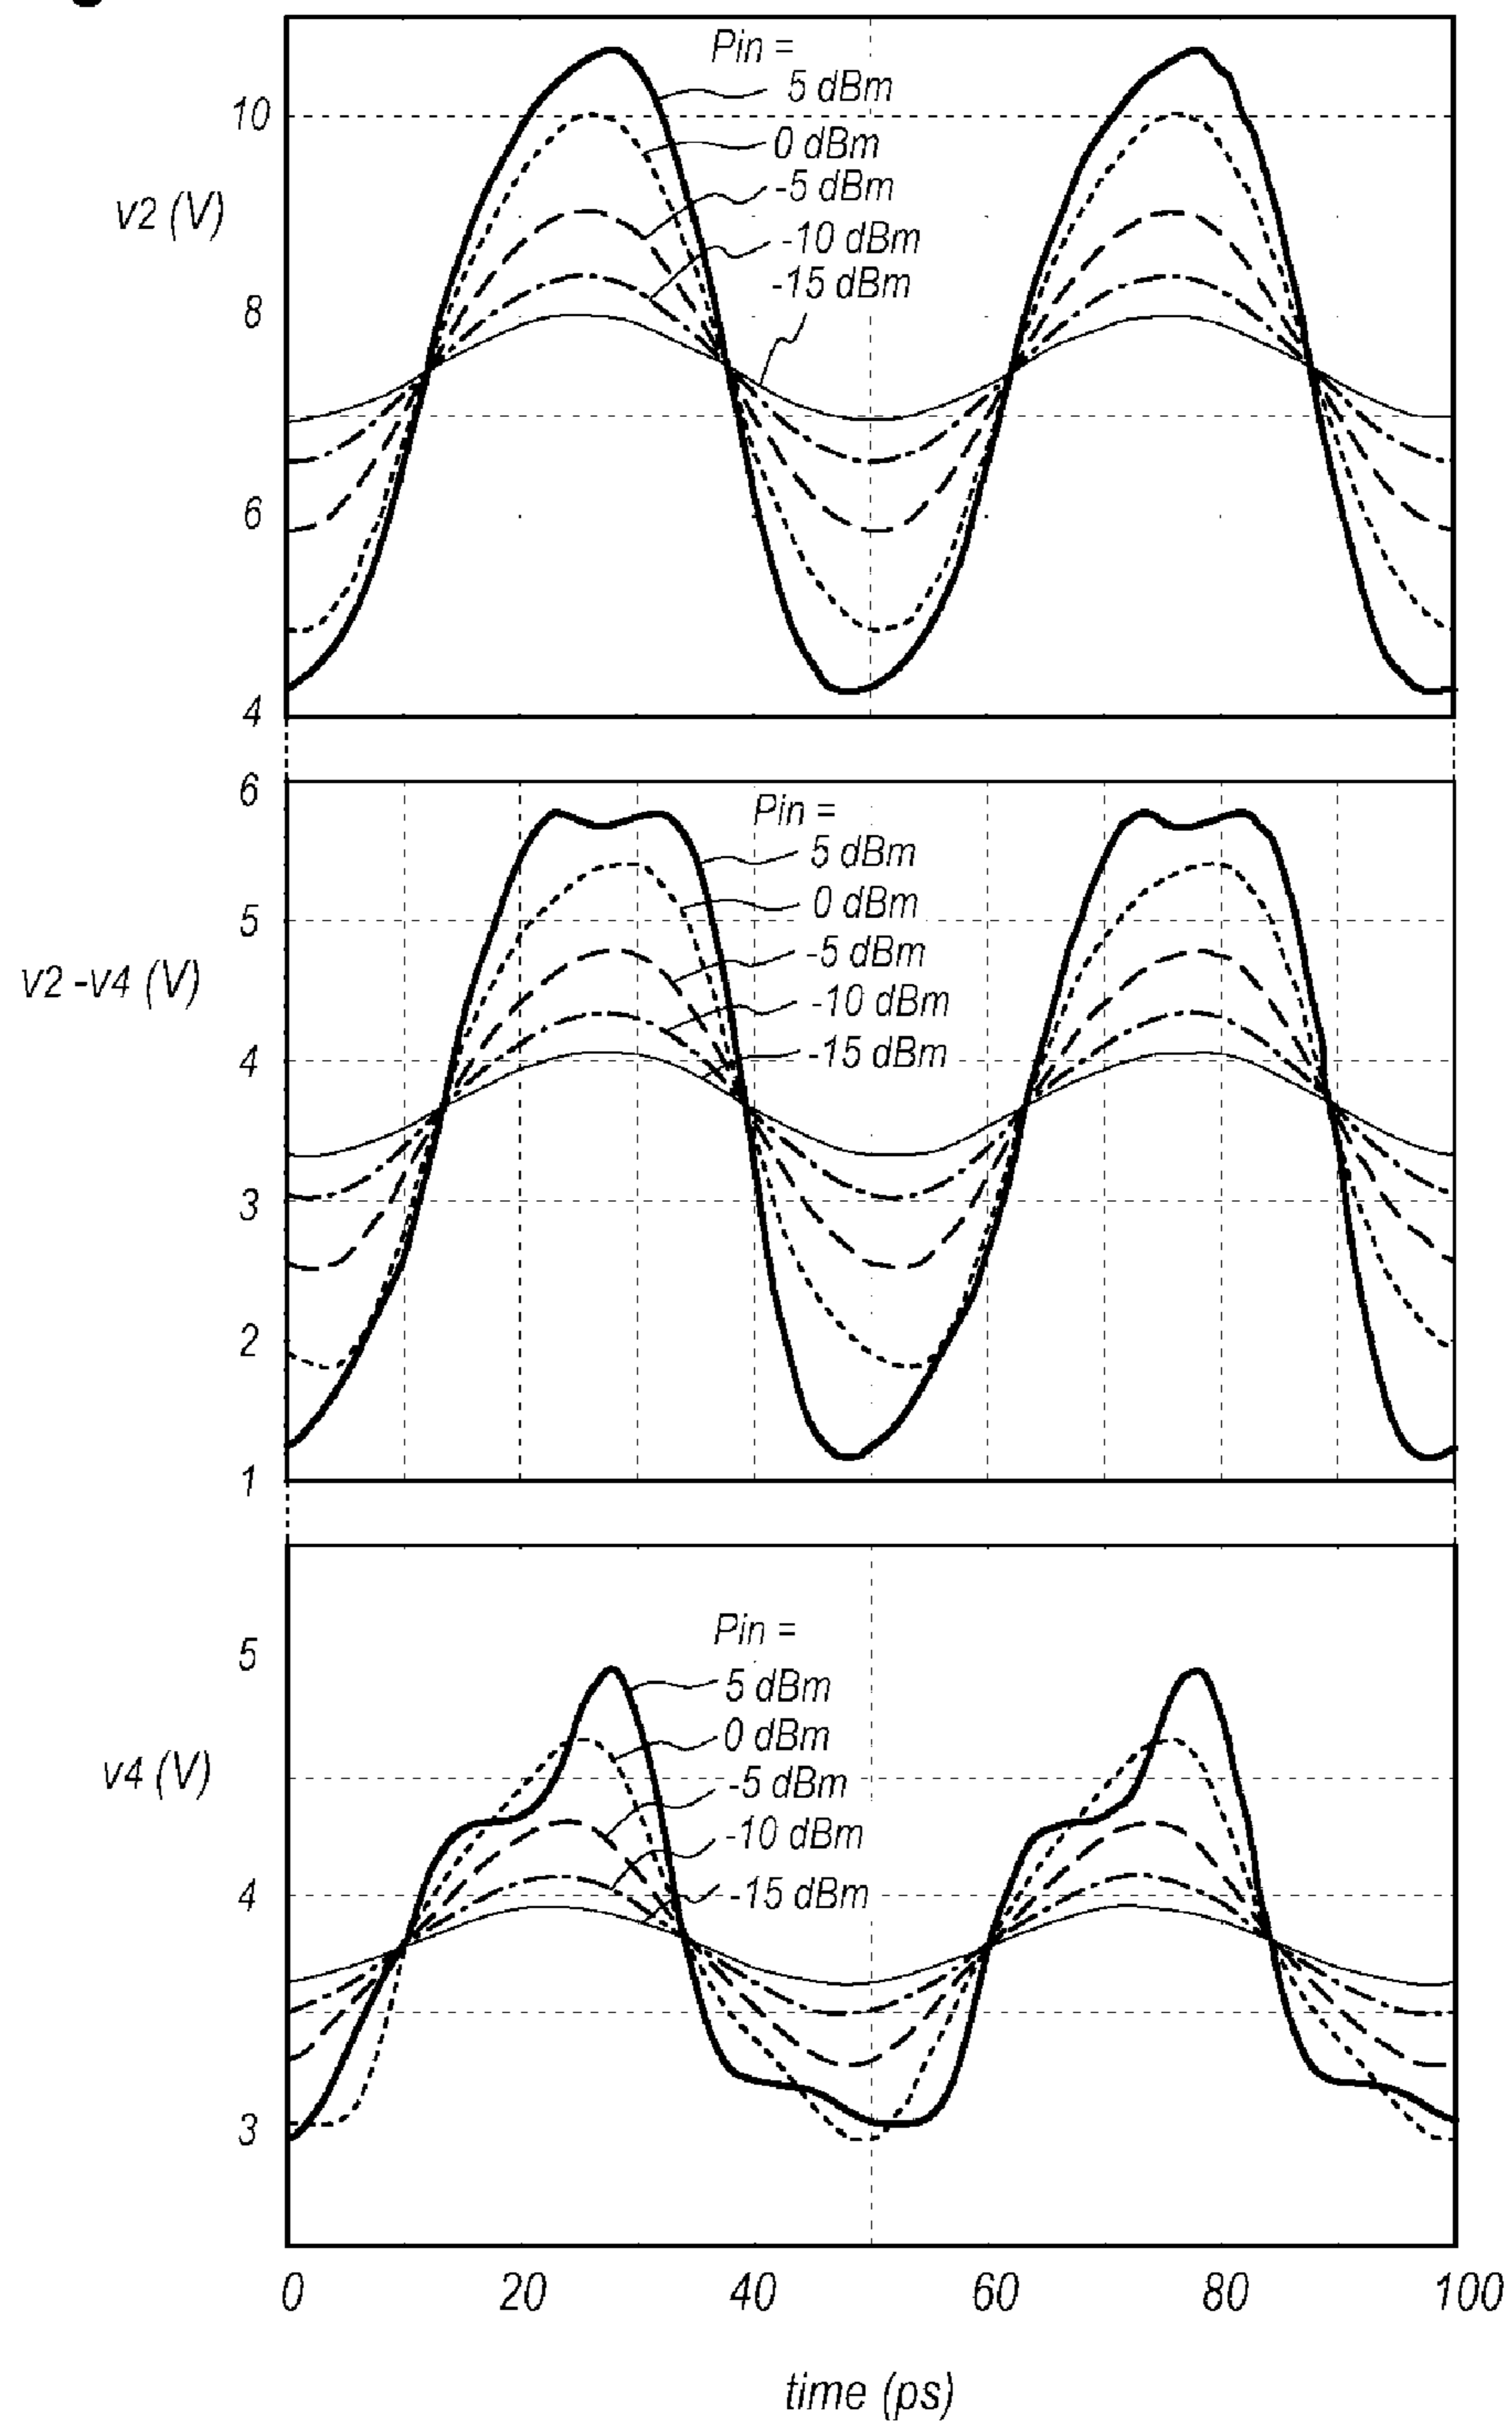 Pin =
5 dBm
10
0 dBm
-5 dBm
v2 (V)
-10 dBm
-15 dBm
8
6
4
6
Pin =
5 dBm
0 dBm
5
-5 dBm
v2 -v4 (V)
-10 dBm
4
-15 dBm
3
2
1
Pin =
5
5 dBm
0 dBm
v4 (V)
-5 dBm
-10 dBm
4
-15 dBm
3
0 20 40 60 80 100
time (ps)